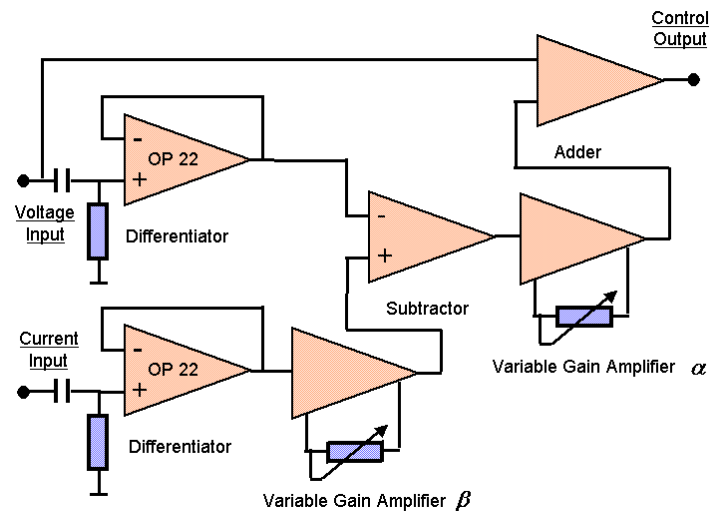 Control
Output
-
OP 22
+
Adder
Voltage
Input
Differentiator
-
+
Subtractor
Current
Input
-
OP 22
+
Variable Gain Amplifier α
Differentiator
Variable Gain Amplifier β